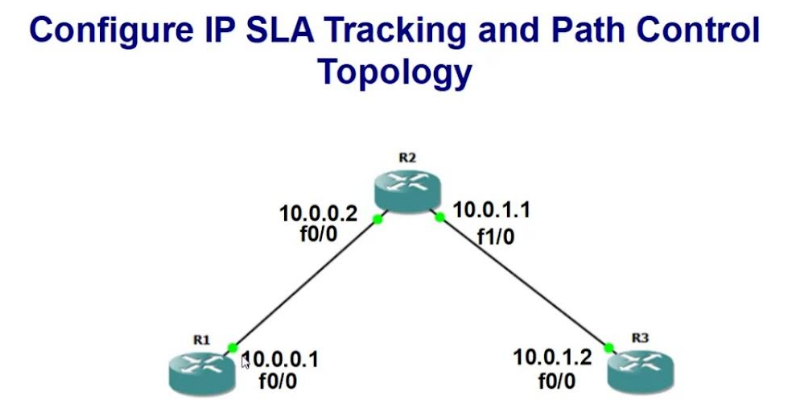 Configure IP SLA Tracking and Path Control
Topology
R2
10.0.0.2
f0/0
10.0.1.1
f1/0
R1
10.0.0.1
f0/0
R3
10.0.1.2
f0/0